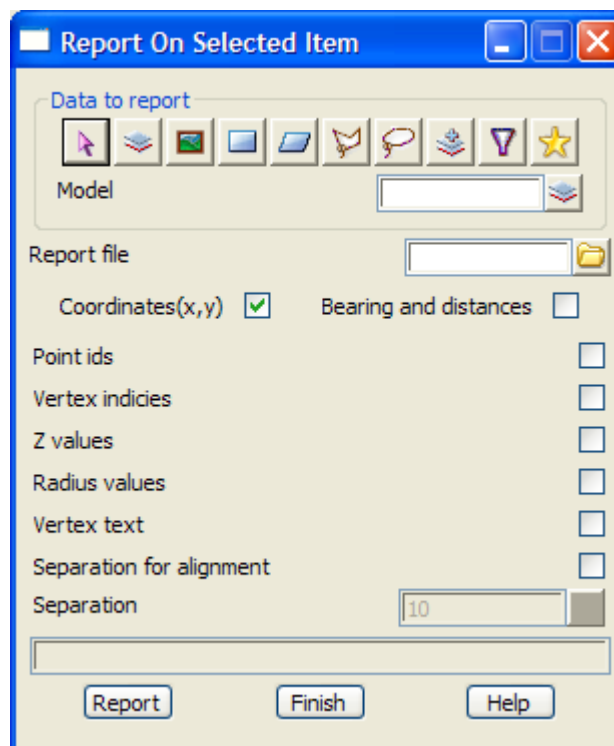 Report On Selected Item
Data to report
Model
Report file
Coordinates(x,y) Bearing and distances
Point ids
Vertex indicies
Z values
Radius values
Vertex text
Separation for alignment
Separation 10
Report Finish Help